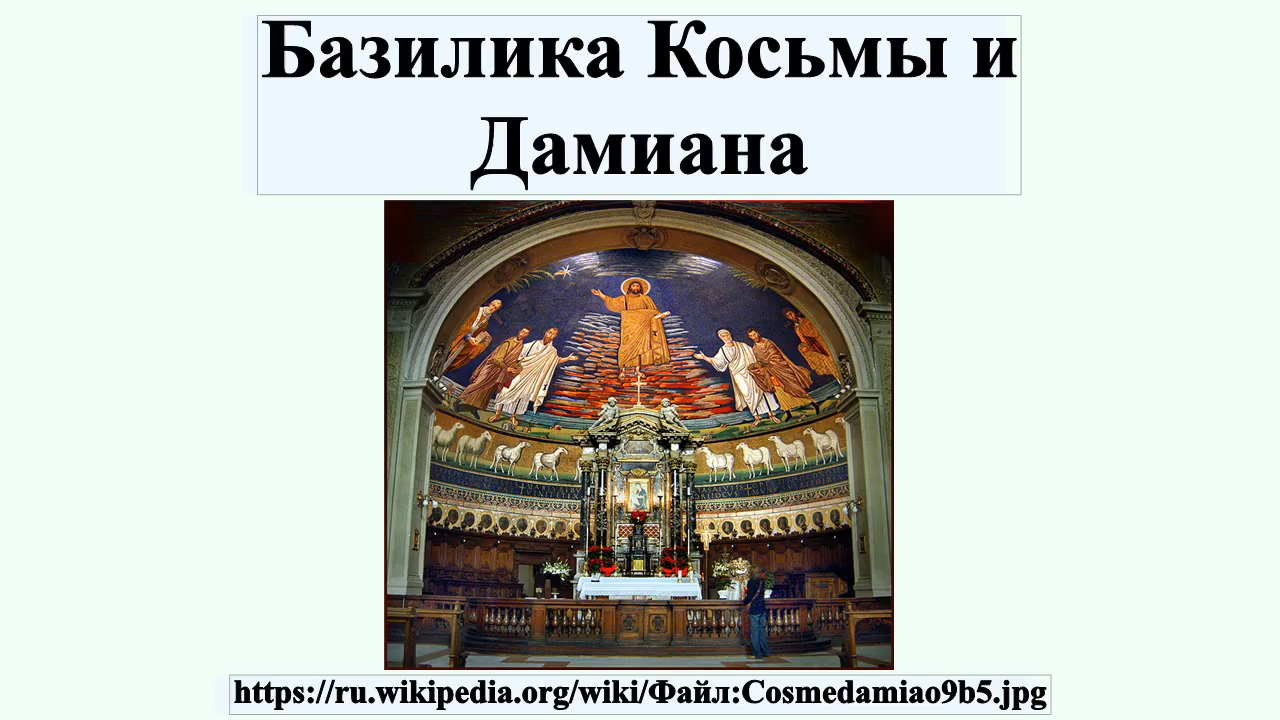 Базилика Косьмы и
Дамиана
https://ru.wikipedia.org/wiki/Файл:Cosmedamiao9b5.jpg